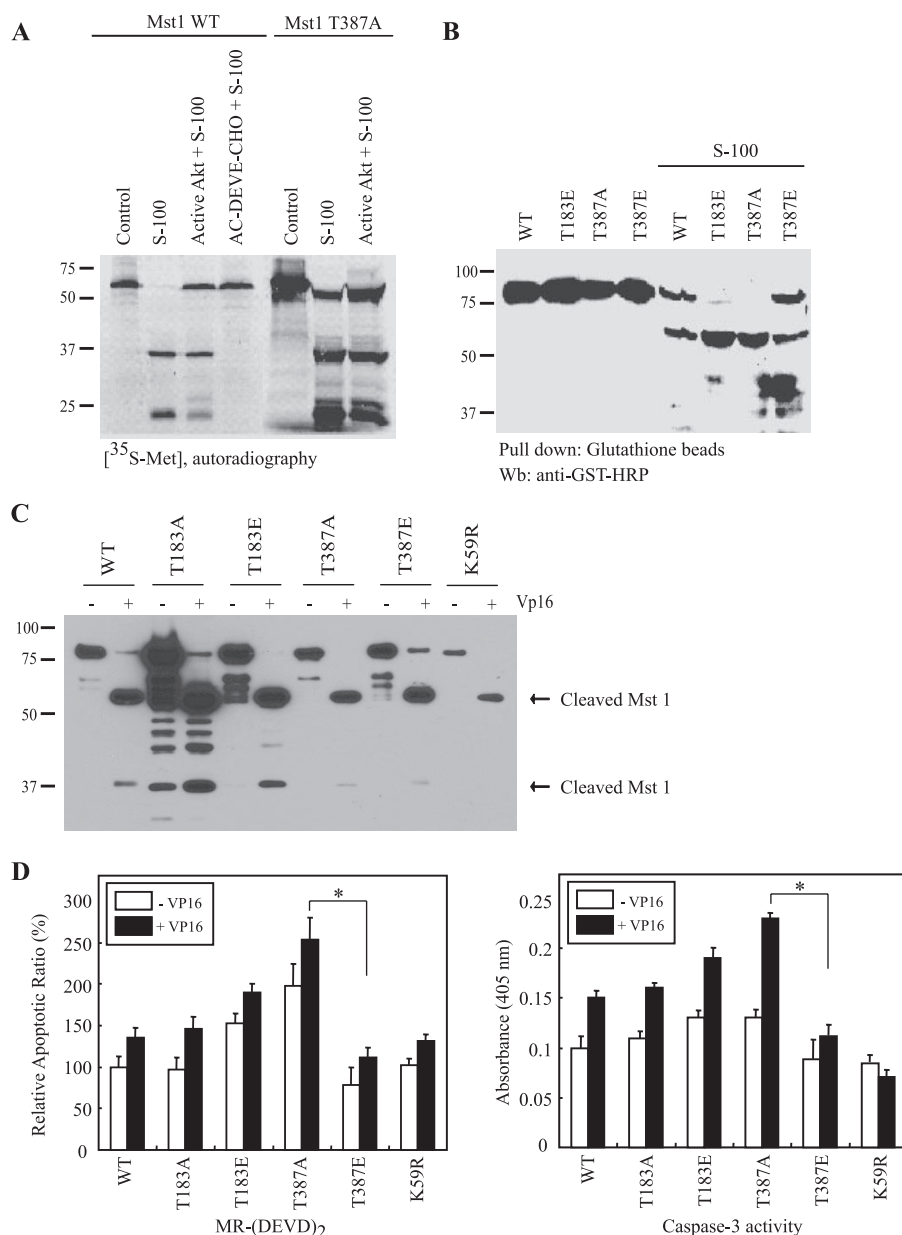 A
Mst1 WT
Mst1 T387A
Control
S-100
Active Akt + S-100
AC-DEVE-CHO + S-100
Control
S-100
Active Akt + S-100
75
50
37
25
[35S-Met], autoradiography
B
S-100
WT
T183E
T387A
T387E
WT
T183E
T387A
T387E
100
75
50
37
Pull down: Glutathione beads
Wb: anti-GST-HRP
C
WT
T183A
T183E
T387A
T387E
K59R
- + - + - + - + - + - + Vp16
100
75
50
37
Cleaved Mst 1
Cleaved Mst 1
D
Relative Apoptotic Ratio (%)
300
250
200
150
100
50
0
- VP16
+ VP16
*
WT
T183A
T183E
T387A
T387E
K59R
MR-(DEVD)2
Absorbance (405 nm)
0.25
0.2
0.15
0.1
0.05
0
- VP16
+ VP16
*
WT
T183A
T183E
T387A
T387E
K59R
Caspase-3 activity